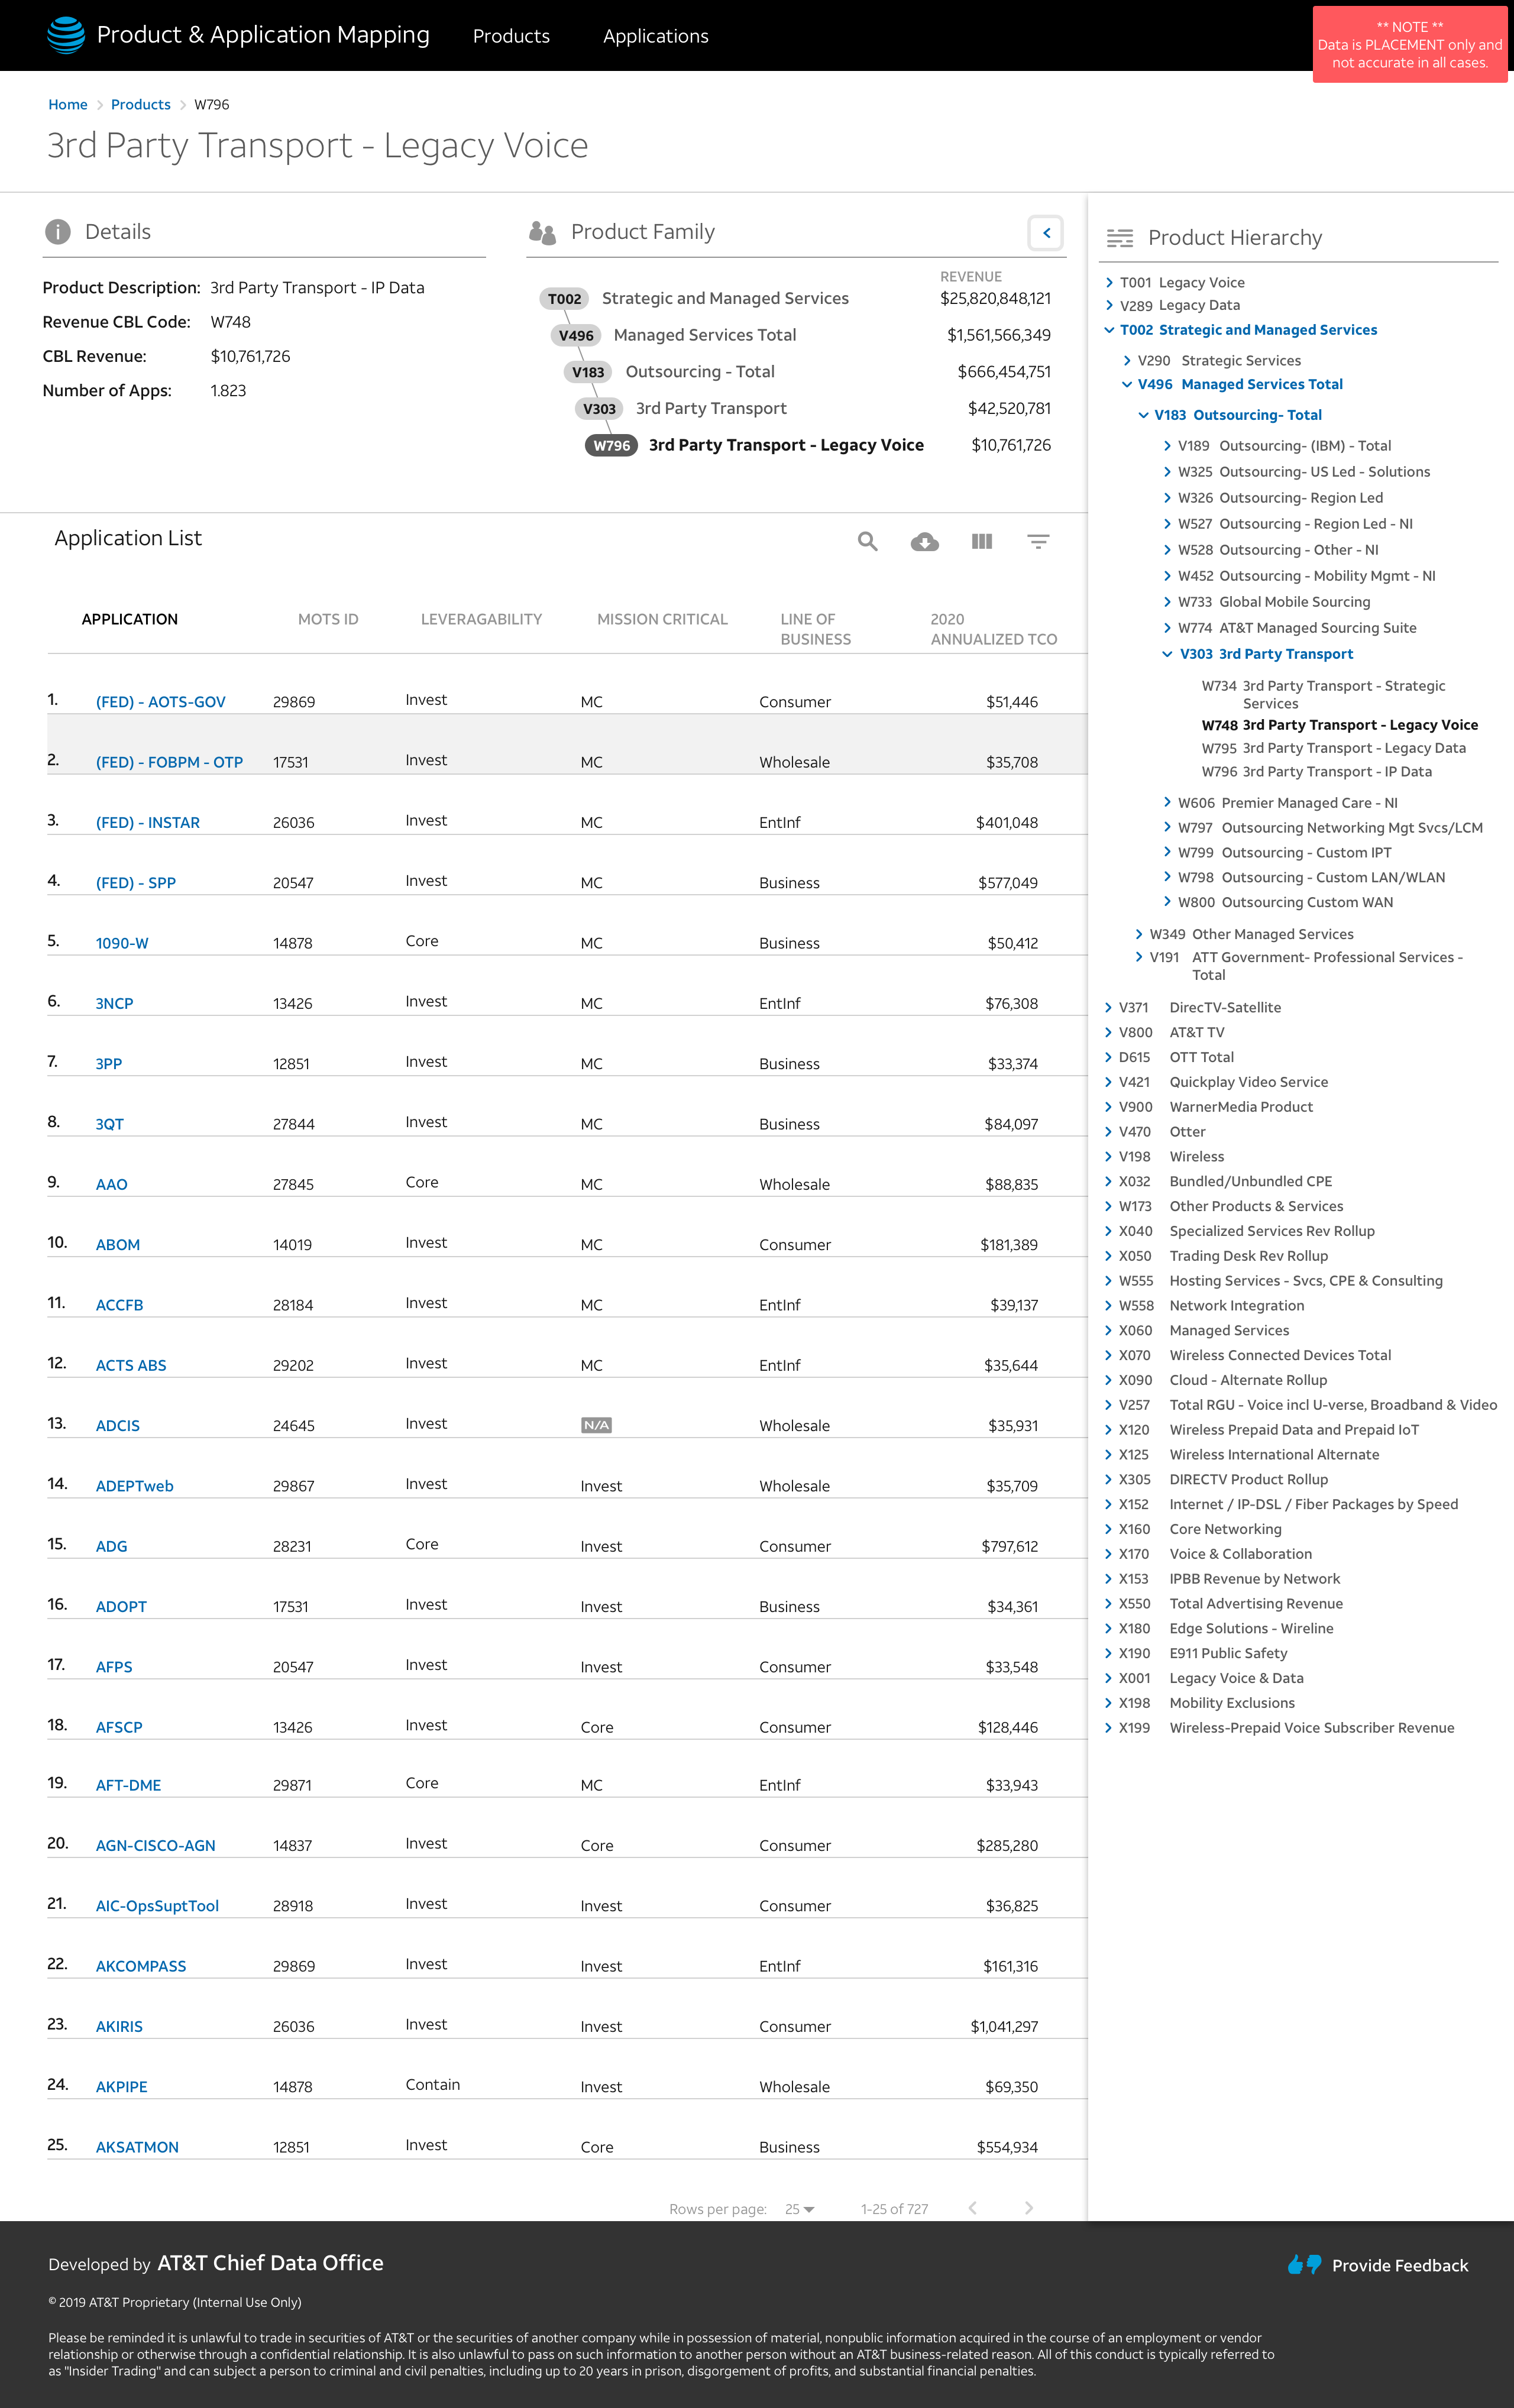 Product & Application Mapping Products Applications
** NOTE **
Data is PLACEMENT only and
not accurate in all cases.
Home Products W796
3rd Party Transport - Legacy Voice
Details
Product Description: 3rd Party Transport - IP Data
Revenue CBL Code: W748
CBL Revenue: $10,761,726
Number of Apps: 1.823
Product Family
REVENUE
T002 Strategic and Managed Services $25,820,848,121
V496 Managed Services Total $1,561,566,349
V183 Outsourcing - Total $666,454,751
V303 3rd Party Transport $42,520,781
W796 3rd Party Transport - Legacy Voice $10,761,726
Application List
APPLICATION MOTS ID LEVERAGABILITY MISSION CRITICAL LINE OF 2020
BUSINESS ANNUALIZED TCO
1. (FED) - AOTS-GOV 29869 Invest MC Consumer $51,446
2. (FED) - FOBPM - OTP 17531 Invest MC Wholesale $35,708
3. (FED) - INSTAR 26036 Invest MC EntInf $401,048
4. (FED) - SPP 20547 Invest MC Business $577,049
5. 1090-W 14878 Core MC Business $50,412
6. 3NCP 13426 Invest MC EntInf $76,308
7. 3PP 12851 Invest MC Business $33,374
8. 3QT 27844 Invest MC Business $84,097
9. AAO 27845 Core MC Wholesale $88,835
10. ABOM 14019 Invest MC Consumer $181,389
11. ACCFB 28184 Invest MC EntInf $39,137
12. ACTS ABS 29202 Invest MC EntInf $35,644
13. ADCIS 24645 Invest N/A Wholesale $35,931
14. ADEPTweb 29867 Invest Invest Wholesale $35,709
15. ADG 28231 Core Invest Consumer $797,612
16. ADOPT 17531 Invest Invest Business $34,361
17. AFPS 20547 Invest Invest Consumer $33,548
18. AFSCP 13426 Invest Core Consumer $128,446
19. AFT-DME 29871 Core MC EntInf $33,943
20. AGN-CISCO-AGN 14837 Invest Core Consumer $285,280
21. AIC-OpsSuptTool 28918 Invest Invest Consumer $36,825
22. AKCOMPASS 29869 Invest Invest EntInf $161,316
23. AKIRIS 26036 Invest Invest Consumer $1,041,297
24. AKPIPE 14878 Contain Invest Wholesale $69,350
25. AKSATMON 12851 Invest Core Business $554,934
Rows per page: 25 1-25 of 727
Product Hierarchy
T001 Legacy Voice
V289 Legacy Data
T002 Strategic and Managed Services
V290 Strategic Services
V496 Managed Services Total
V183 Outsourcing- Total
V189 Outsourcing- (IBM) - Total
W325 Outsourcing- US Led - Solutions
W326 Outsourcing- Region Led
W527 Outsourcing - Region Led - NI
W528 Outsourcing - Other - NI
W452 Outsourcing - Mobility Mgmt - NI
W733 Global Mobile Sourcing
W774 AT&T Managed Sourcing Suite
V303 3rd Party Transport
W734 3rd Party Transport - Strategic
Services
W748 3rd Party Transport - Legacy Voice
W795 3rd Party Transport - Legacy Data
W796 3rd Party Transport - IP Data
W606 Premier Managed Care - NI
W797 Outsourcing Networking Mgt Svcs/LCM
W799 Outsourcing - Custom IPT
W798 Outsourcing - Custom LAN/WLAN
W800 Outsourcing Custom WAN
W349 Other Managed Services
V191 ATT Government- Professional Services -
Total
V371 DirecTV-Satellite
V800 AT&T TV
D615 OTT Total
V421 Quickplay Video Service
V900 WarnerMedia Product
V470 Otter
V198 Wireless
X032 Bundled/Unbundled CPE
W173 Other Products & Services
X040 Specialized Services Rev Rollup
X050 Trading Desk Rev Rollup
W555 Hosting Services - Svcs, CPE & Consulting
W558 Network Integration
X060 Managed Services
X070 Wireless Connected Devices Total
X090 Cloud - Alternate Rollup
V257 Total RGU - Voice incl U-verse, Broadband & Video
X120 Wireless Prepaid Data and Prepaid IoT
X125 Wireless International Alternate
X305 DIRECTV Product Rollup
X152 Internet / IP-DSL / Fiber Packages by Speed
X160 Core Networking
X170 Voice & Collaboration
X153 IPBB Revenue by Network
X550 Total Advertising Revenue
X180 Edge Solutions - Wireline
X190 E911 Public Safety
X001 Legacy Voice & Data
X198 Mobility Exclusions
X199 Wireless-Prepaid Voice Subscriber Revenue
Developed by AT&T Chief Data Office
Provide Feedback
© 2019 AT&T Proprietary (Internal Use Only)
Please be reminded it is unlawful to trade in securities of AT&T or the securities of another company while in possession of material, nonpublic information acquired in the course of an employment or vendor
relationship or otherwise through a confidential relationship. It is also unlawful to pass on such information to another person without an AT&T business-related reason. All of this conduct is typically referred to
as "Insider Trading" and can subject a person to criminal and civil penalties, including up to 20 years in prison, disgorgement of profits, and substantial financial penalties.